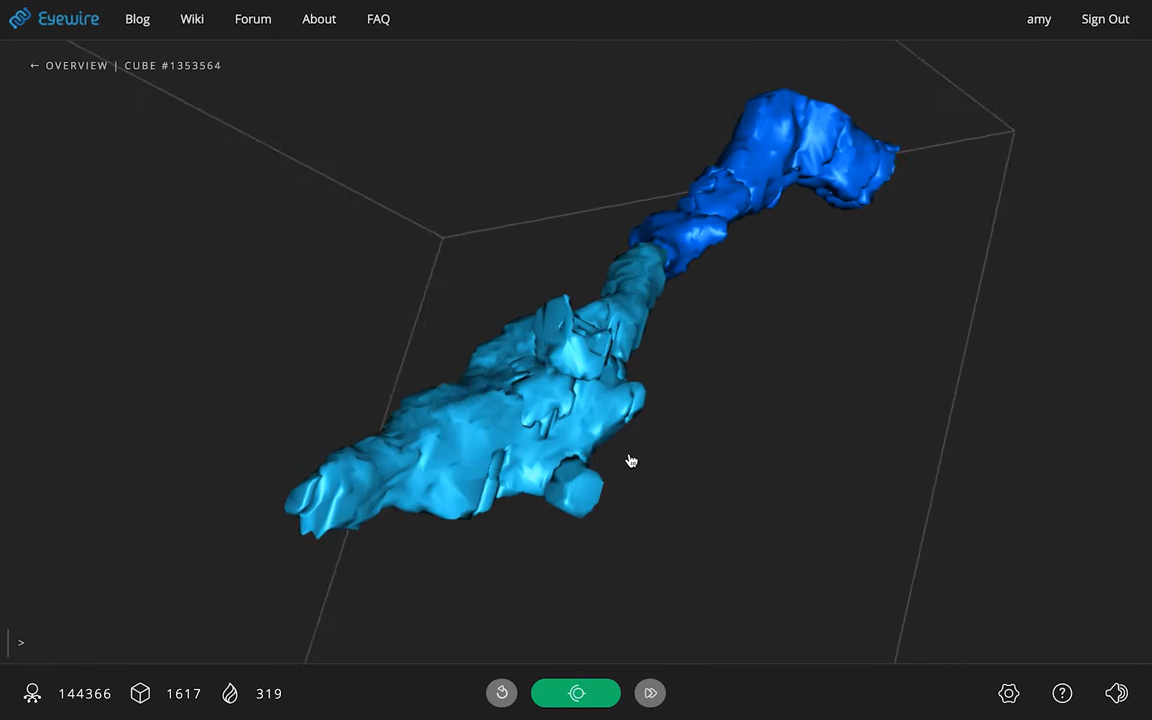 Eyewire Blog Wiki Forum About FAQ amy Sign Out
← OVERVIEW | CUBE #1353564
>
144366 1617 319